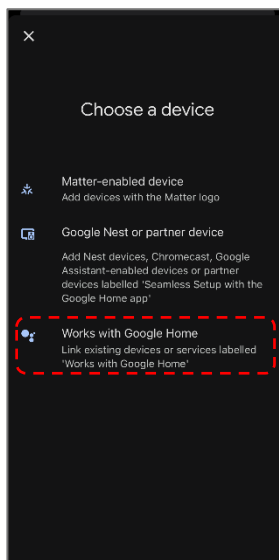 Choose a device
Matter-enabled device
Add devices with the Matter logo
Google Nest or partner device
Add Nest devices, Chromecast, Google
Assistant-enabled devices or partner
devices labelled 'Seamless Setup with the
Google Home app'
Works with Google Home
Link existing devices or services labelled
'Works with Google Home'